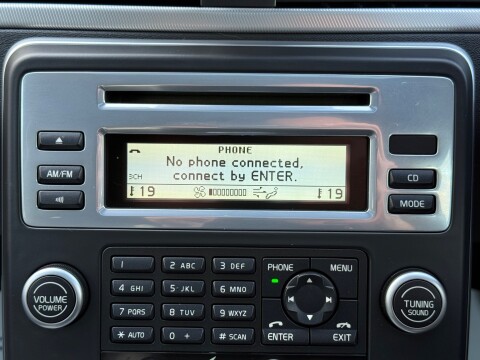 PHONE
No phone connected,
connect by ENTER.
19 19
AM/FM
CD
MODE
1 2 ABC 3 DEF
4 GHI 5 JKL 6 MNO
7 PQRS 8 TUV 9 WXYZ
* AUTO 0 + # SCAN
PHONE MENU
ENTER EXIT
VOLUME
POWER
TUNING
SOUND